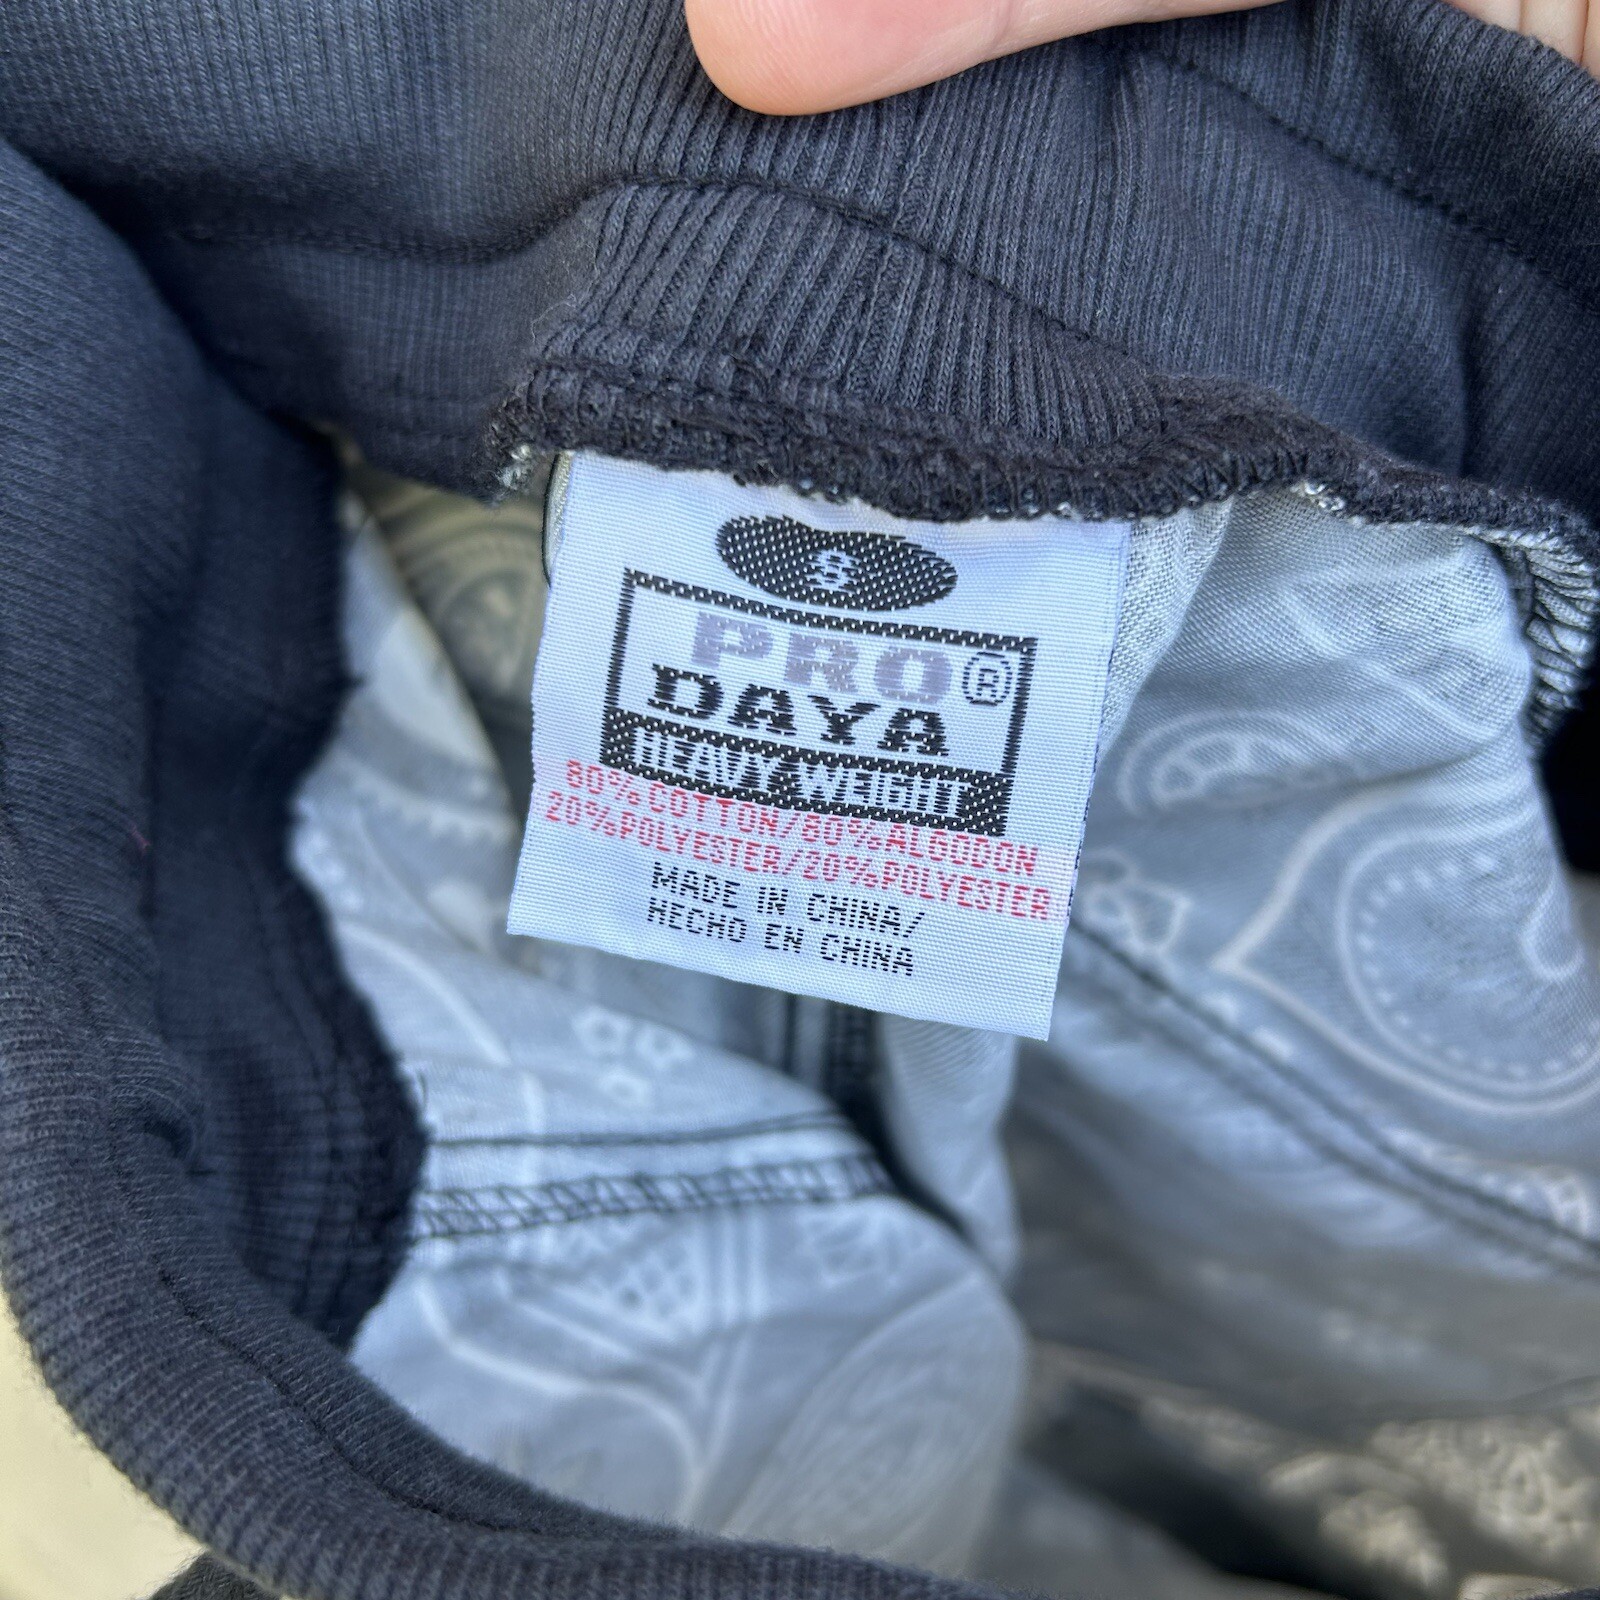 S
PRO®
DAYA
HEAVY WEIGHT
80% COTTON/80%ALGODON
20%POLYESTER/20%POLYESTER
MADE IN CHINA/
HECHO EN CHINA